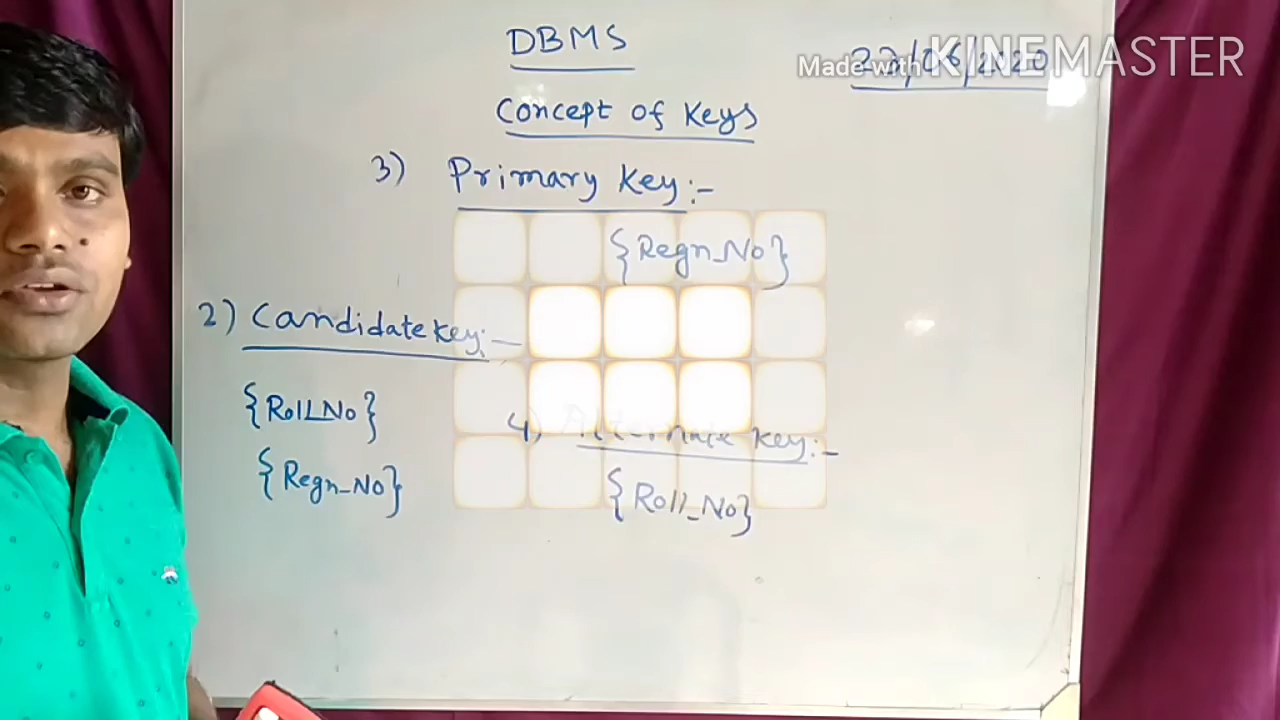 DBMS
Made with KINEMASTER
Concept of Keys
3) Primary Key:-
{Regn_No}
2) Candidate Key:-
{Roll_No}
{Regn_No}
4) Alternate Key:-
{Roll_No}